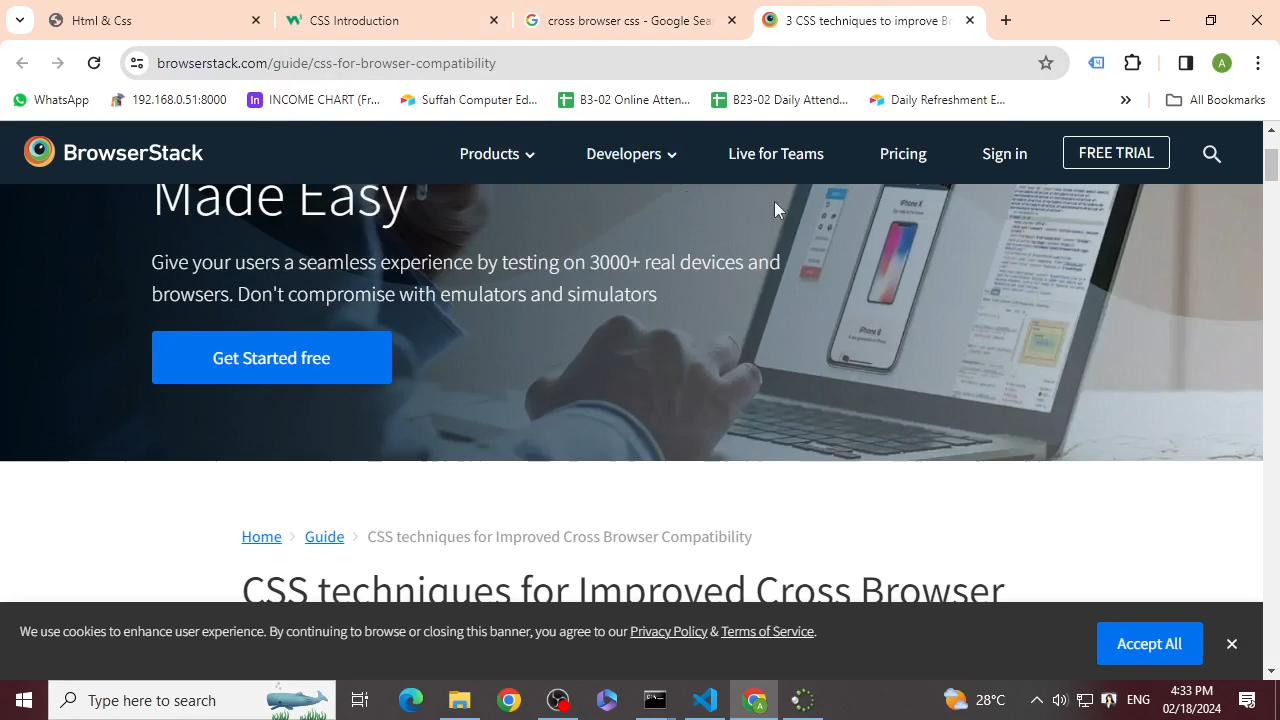 Html & Css
CSS Introduction
cross browser css - Google Sea
3 CSS techniques to improve Br
browserstack.com/guide/css-for-browser-compatibility
A
WhatsApp
192.168.0.51:8000
In
INCOME CHART (Fr...
Suffah Computer Ed...
B3-02 Online Atten...
B23-02 Daily Attend...
Daily Refreshment E...
All Bookmarks
BrowserStack
Products
Developers
Live for Teams
Pricing
Sign in
FREE TRIAL
Made Easy
Give your users a seamless experience by testing on 3000+ real devices and
browsers. Don't compromise with emulators and simulators
Get Started free
iPhone X
iPhone 8
Home
Guide
CSS techniques for Improved Cross Browser Compatibility
CSS techniques for Improved Cross Browser
We use cookies to enhance user experience. By continuing to browse or closing this banner, you agree to our Privacy Policy & Terms of Service.
Accept All
Type here to search
28°C
ENG
4:33 PM
02/18/2024